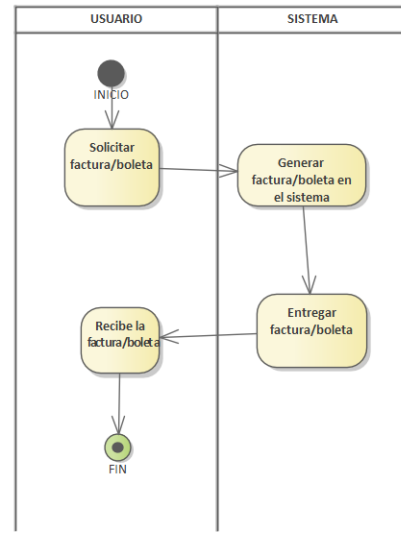 USUARIO
SISTEMA
INICIO
Solicitar
factura/boleta
Generar
factura/boleta en
el sistema
Entregar
factura/boleta
Recibe la
factura/boleta
FIN